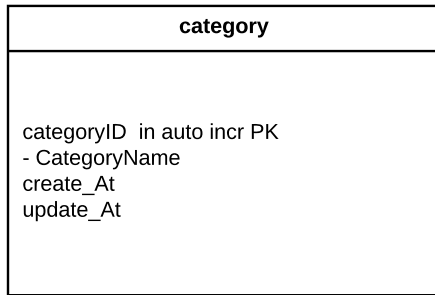 category
categoryID  in auto incr PK
- CategoryName
create_At
update_At